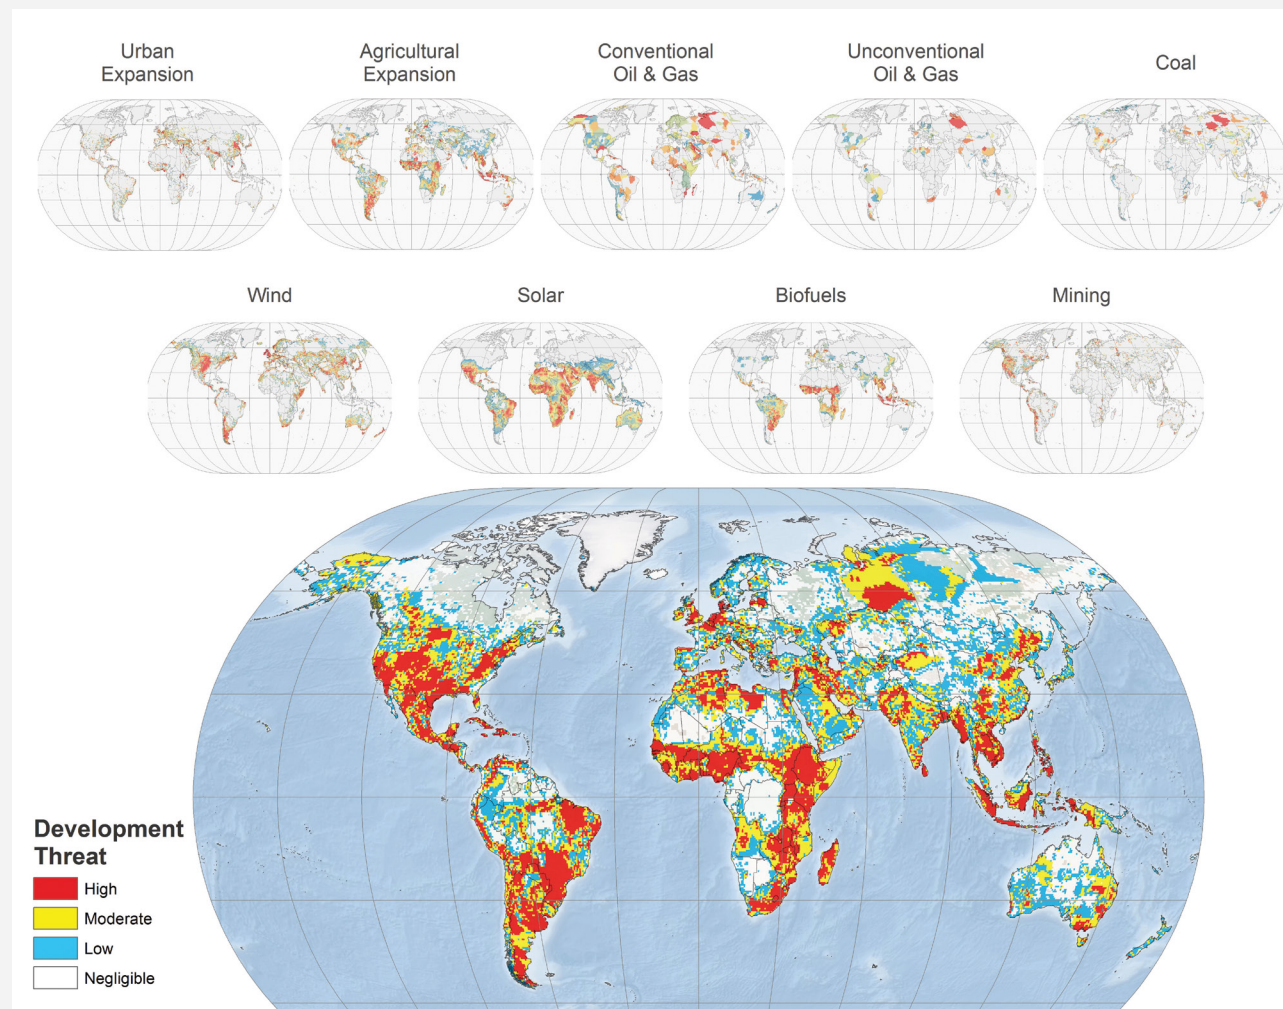 Urban
Expansion
Agricultural
Expansion
Conventional
Oil & Gas
Unconventional
Oil & Gas
Coal
Wind
Solar
Biofuels
Mining
Development
Threat
High
Moderate
Low
Negligible